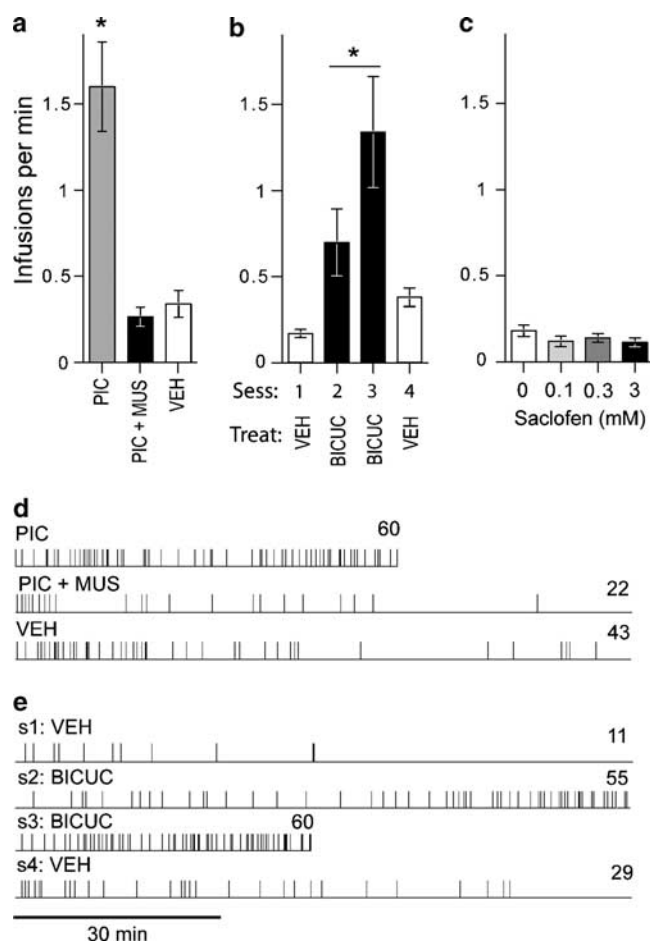 a
b
c
Infusions per min
*
1.5
1
0.5
0
PIC
PIC + MUS
VEH
*
1.5
1
0.5
0
Sess: 1 2 3 4
Treat: VEH BICUC BICUC VEH
1.5
1
0.5
0
0 0.1 0.3 3
Saclofen (mM)
d
PIC 60
PIC + MUS 22
VEH 43
e
s1: VEH 11
s2: BICUC 55
s3: BICUC 60
s4: VEH 29
30 min